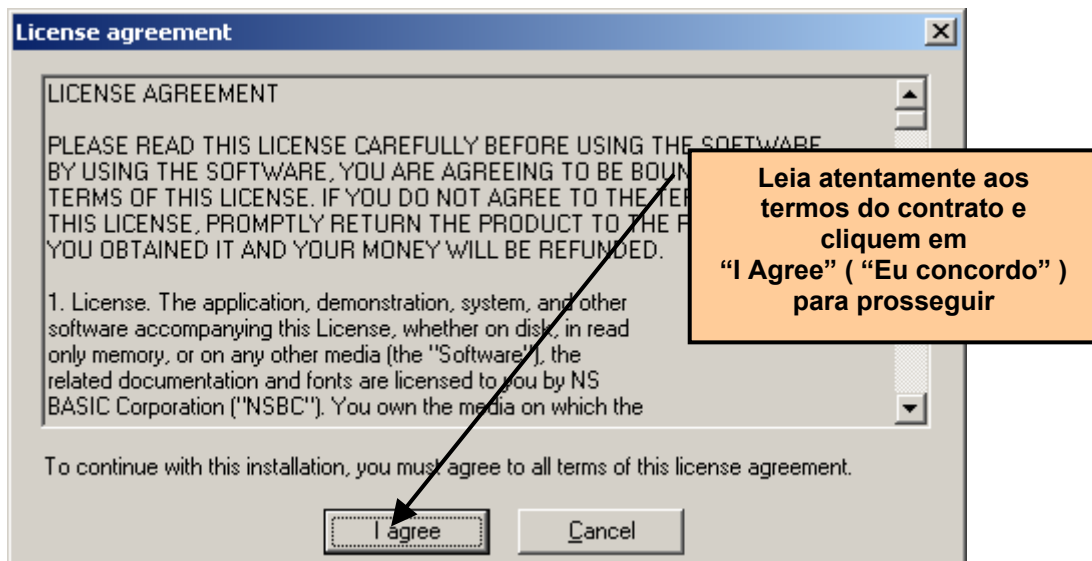 License agreement
LICENSE AGREEMENT
PLEASE READ THIS LICENSE CAREFULLY BEFORE USING THE SOFTWARE
BY USING THE SOFTWARE, YOU ARE AGREEING TO BE
TERMS OF THIS LICENSE. IF YOU DO NOT AGREE TO THE
THIS LICENSE, PROMPTLY RETURN THE PRODUCT TO THE
YOU OBTAINED IT AND YOUR MONEY WILL BE REFUNDED.
1. License. The application, demonstration, system, and other
software accompanying this License, whether on disk, in read
only memory, or on any other media (the "Software"), the
related documentation and fonts are licensed to you by NS
BASIC Corporation ("NSBC"). You own the media on which the
Leia atentamente aos
termos do contrato e
cliquem em
“I Agree” ( “Eu concordo” )
para prosseguir
To continue with this installation, you must agree to all terms of this license agreement.
I agree
Cancel